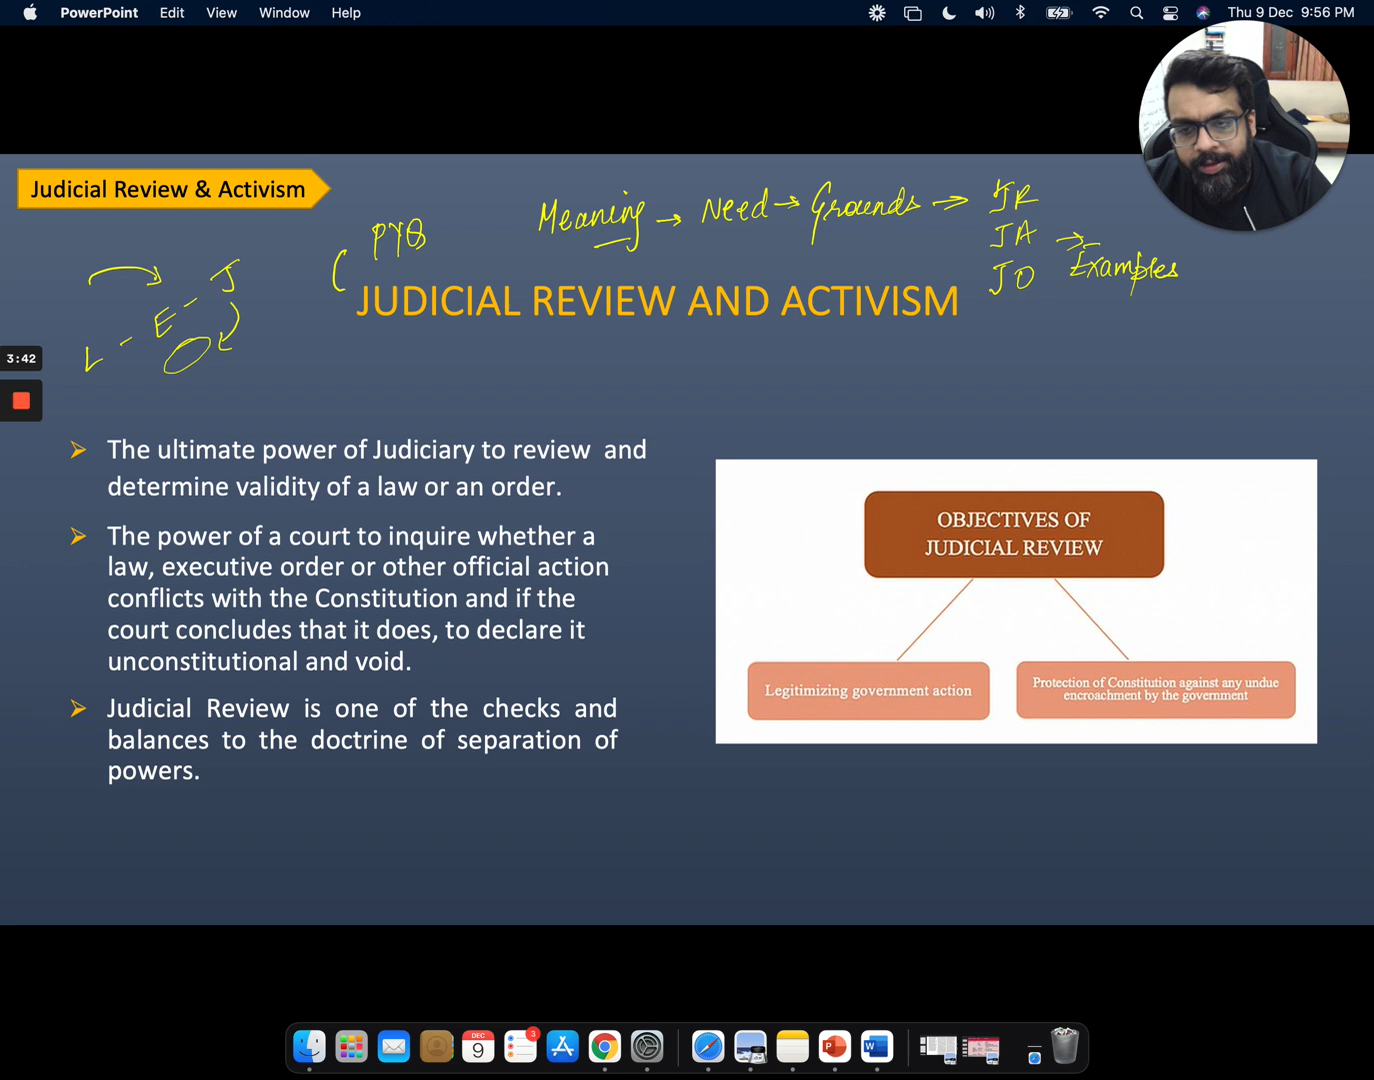 PowerPoint Edit View Window Help Thu 9 Dec 9:56 PM
Judicial Review & Activism
Meaning → Need → Grounds → JR
PYQ
JA → Examples
JO
J
E
L
JUDICIAL REVIEW AND ACTIVISM
3:42
The ultimate power of Judiciary to review and
determine validity of a law or an order.
The power of a court to inquire whether a
law, executive order or other official action
conflicts with the Constitution and if the
court concludes that it does, to declare it
unconstitutional and void.
Judicial Review is one of the checks and
balances to the doctrine of separation of
powers.
OBJECTIVES OF
JUDICIAL REVIEW
Legitimizing government action
Protection of Constitution against any undue
encroachment by the government
DEC
9
3